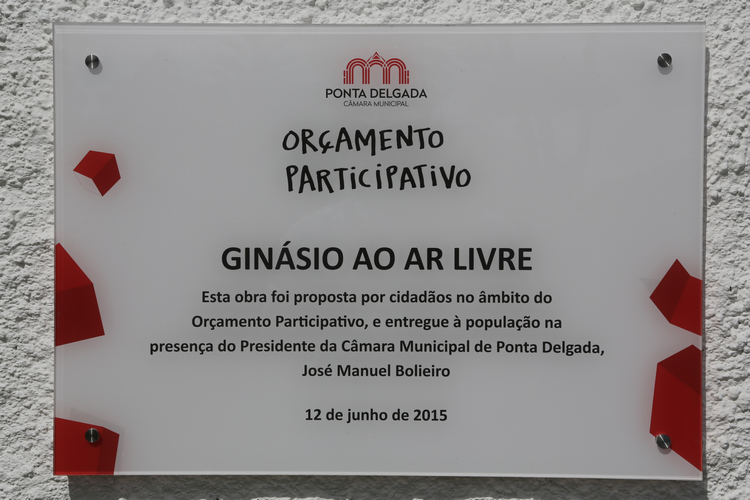 PONTA DELGADA
CÂMARA MUNICIPAL
ORÇAMENTO
PARTICIPATIVO
GINÁSIO AO AR LIVRE
Esta obra foi proposta por cidadãos no âmbito do
Orçamento Participativo, e entregue à população na
presença do Presidente da Câmara Municipal de Ponta Delgada,
José Manuel Bolieiro
12 de junho de 2015